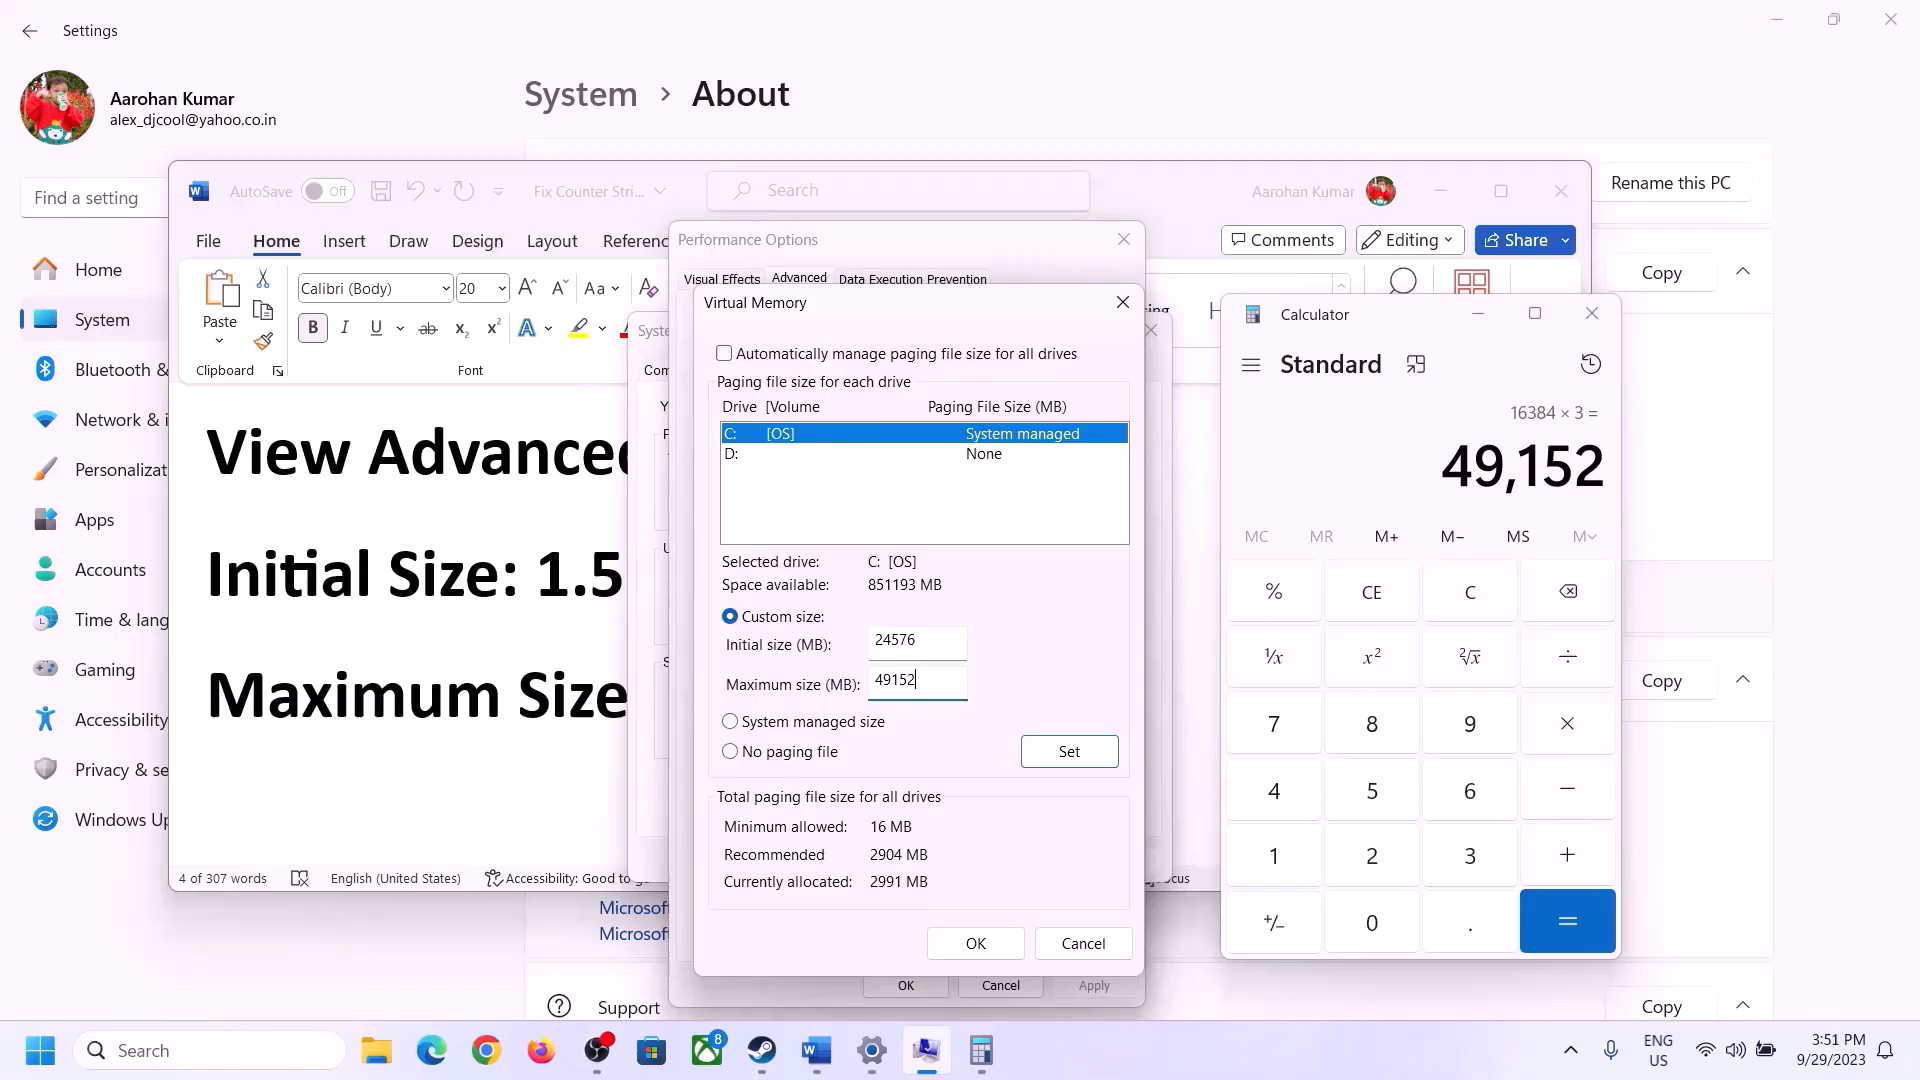 Settings
Aarohan Kumar
alex_djcool@yahoo.co.in
Find a setting
Home
System
Bluetooth &
Network & i
Personalizat
Apps
Accounts
Time & lang
Gaming
Accessibility
Privacy & se
Windows Up
System > About
Rename this PC
Copy
Copy
Copy
Support
Microsof
Microsof
AutoSave Off
Fix Counter Stri...
Search
Aarohan Kumar
File Home Insert Draw Design Layout Referenc
Comments Editing Share
Paste
Clipboard
Calibri (Body) 20
Aa
B I U ab x₂ x² A
Font
View Advanced
Initial Size: 1.5
Maximum Size
4 of 307 words
English (United States)
Accessibility: Good to
Performance Options
Visual Effects Advanced Data Execution Prevention
Syste
Com
OK Cancel Apply
Virtual Memory
Automatically manage paging file size for all drives
Paging file size for each drive
Drive [Volume Paging File Size (MB)
C: [OS] System managed
D: None
Selected drive: C: [OS]
Space available: 851193 MB
Custom size:
Initial size (MB): 24576
Maximum size (MB): 49152
System managed size
No paging file
Set
Total paging file size for all drives
Minimum allowed: 16 MB
Recommended 2904 MB
Currently allocated: 2991 MB
OK Cancel
Calculator
Standard
16384 × 3 =
49,152
MC MR M+ M− MS M
% CE C
¹/x x² ²√x ÷
7 8 9 ×
4 5 6 −
1 2 3 +
+/− 0 . =
Search
8
ENG
US
3:51 PM
9/29/2023